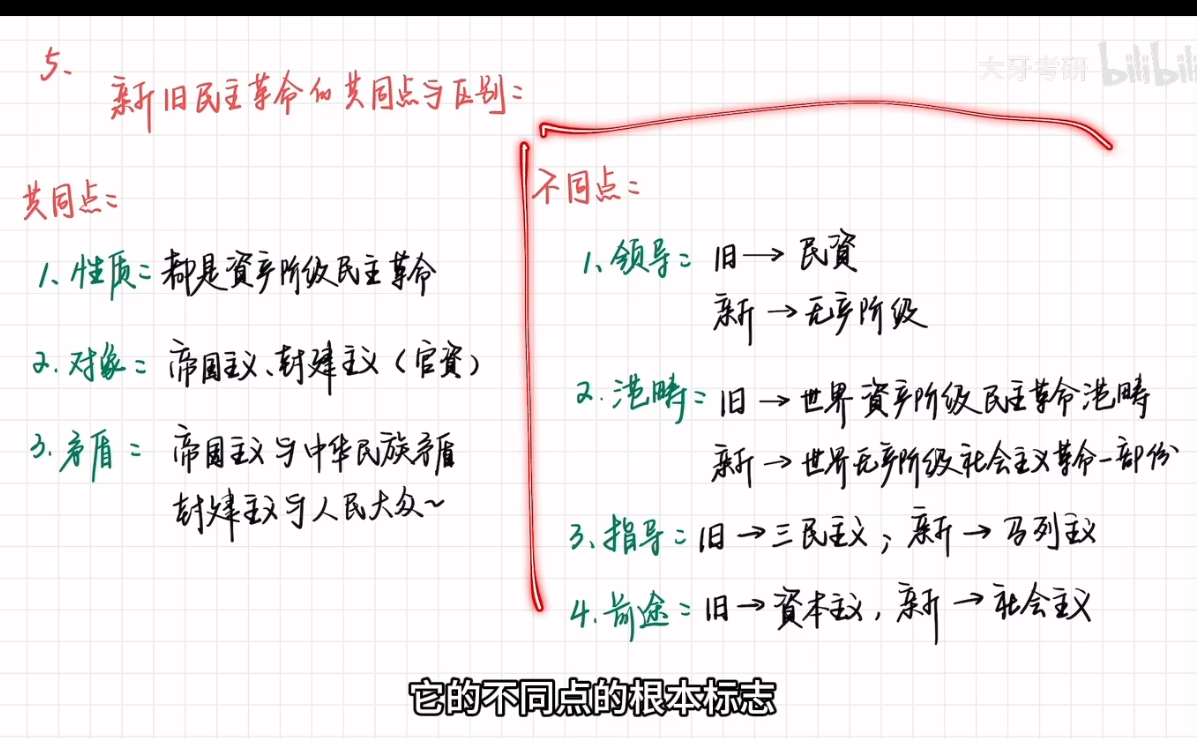 大牙考研 bilibili
5、
新旧民主革命的共同点与区别：
共同点：
1、性质：都是資产阶级民主革命
2.对象：帝国主义、封建主义（官資）
3.矛盾：帝国主义与中华民族矛盾
封建主义与人民大众~
不同点：
1、领导：旧→民資
新→无产阶级
2.范畴：旧→世界資产阶级民主革命范畴
新→世界无产阶级社会主义革命一部份
3、指导：旧→三民主义；新→马列主义
4.前途：旧→資本主义，新→社会主义
它的不同点的根本标志